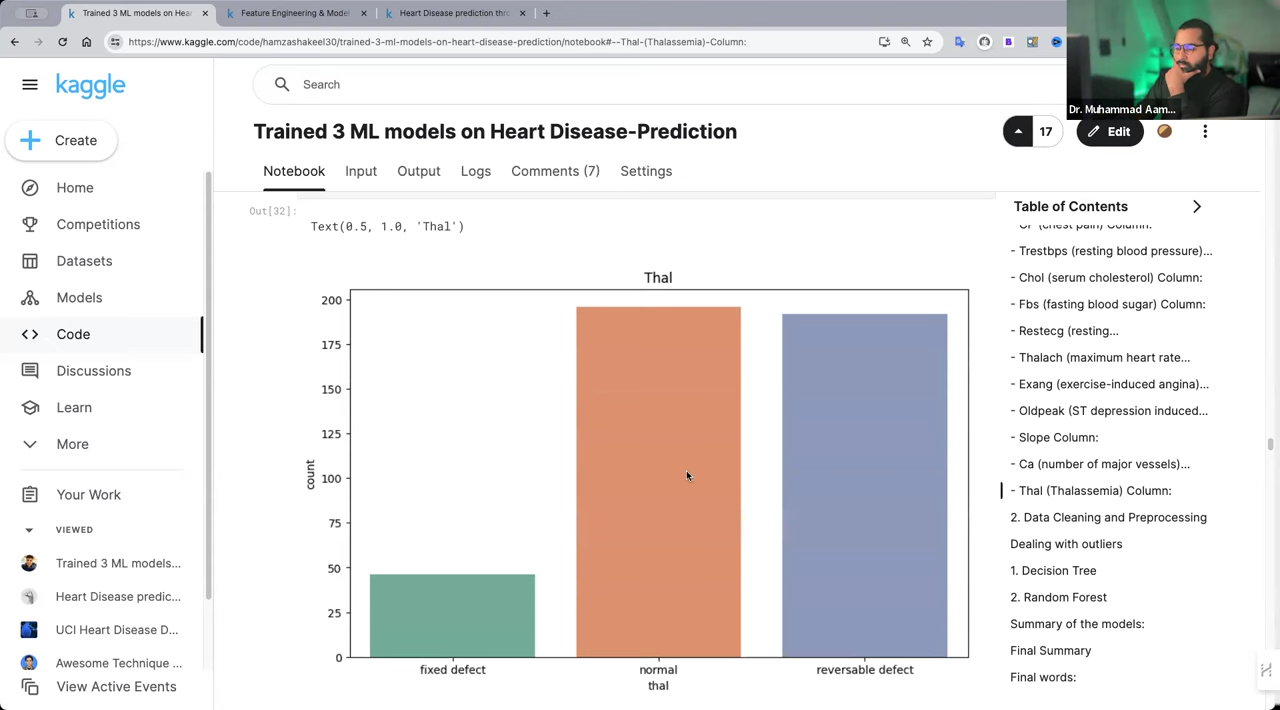 Trained 3 ML models on Hear
Feature Engineering & Model
Heart Disease prediction thro
https://www.kaggle.com/code/hamzashakeel30/trained-3-ml-models-on-heart-disease-prediction/notebook#--Thal-(Thalassemia)-Column:
Dr. Muhammad Aam...
kaggle
Search
Create
Home
Competitions
Datasets
Models
Code
Discussions
Learn
More
Your Work
VIEWED
Trained 3 ML models...
Heart Disease predic...
UCI Heart Disease D...
Awesome Technique ...
View Active Events
Trained 3 ML models on Heart Disease-Prediction
17
Edit
Notebook
Input
Output
Logs
Comments (7)
Settings
Out[32]:
Text(0.5, 1.0, 'Thal')
Thal
200
175
150
125
100
75
50
25
0
count
fixed defect
normal
reversable defect
thal
Table of Contents
- CP (chest pain) Column:
- Trestbps (resting blood pressure)...
- Chol (serum cholesterol) Column:
- Fbs (fasting blood sugar) Column:
- Restecg (resting...
- Thalach (maximum heart rate...
- Exang (exercise-induced angina)...
- Oldpeak (ST depression induced...
- Slope Column:
- Ca (number of major vessels)...
- Thal (Thalassemia) Column:
2. Data Cleaning and Preprocessing
Dealing with outliers
1. Decision Tree
2. Random Forest
Summary of the models:
Final Summary
Final words: